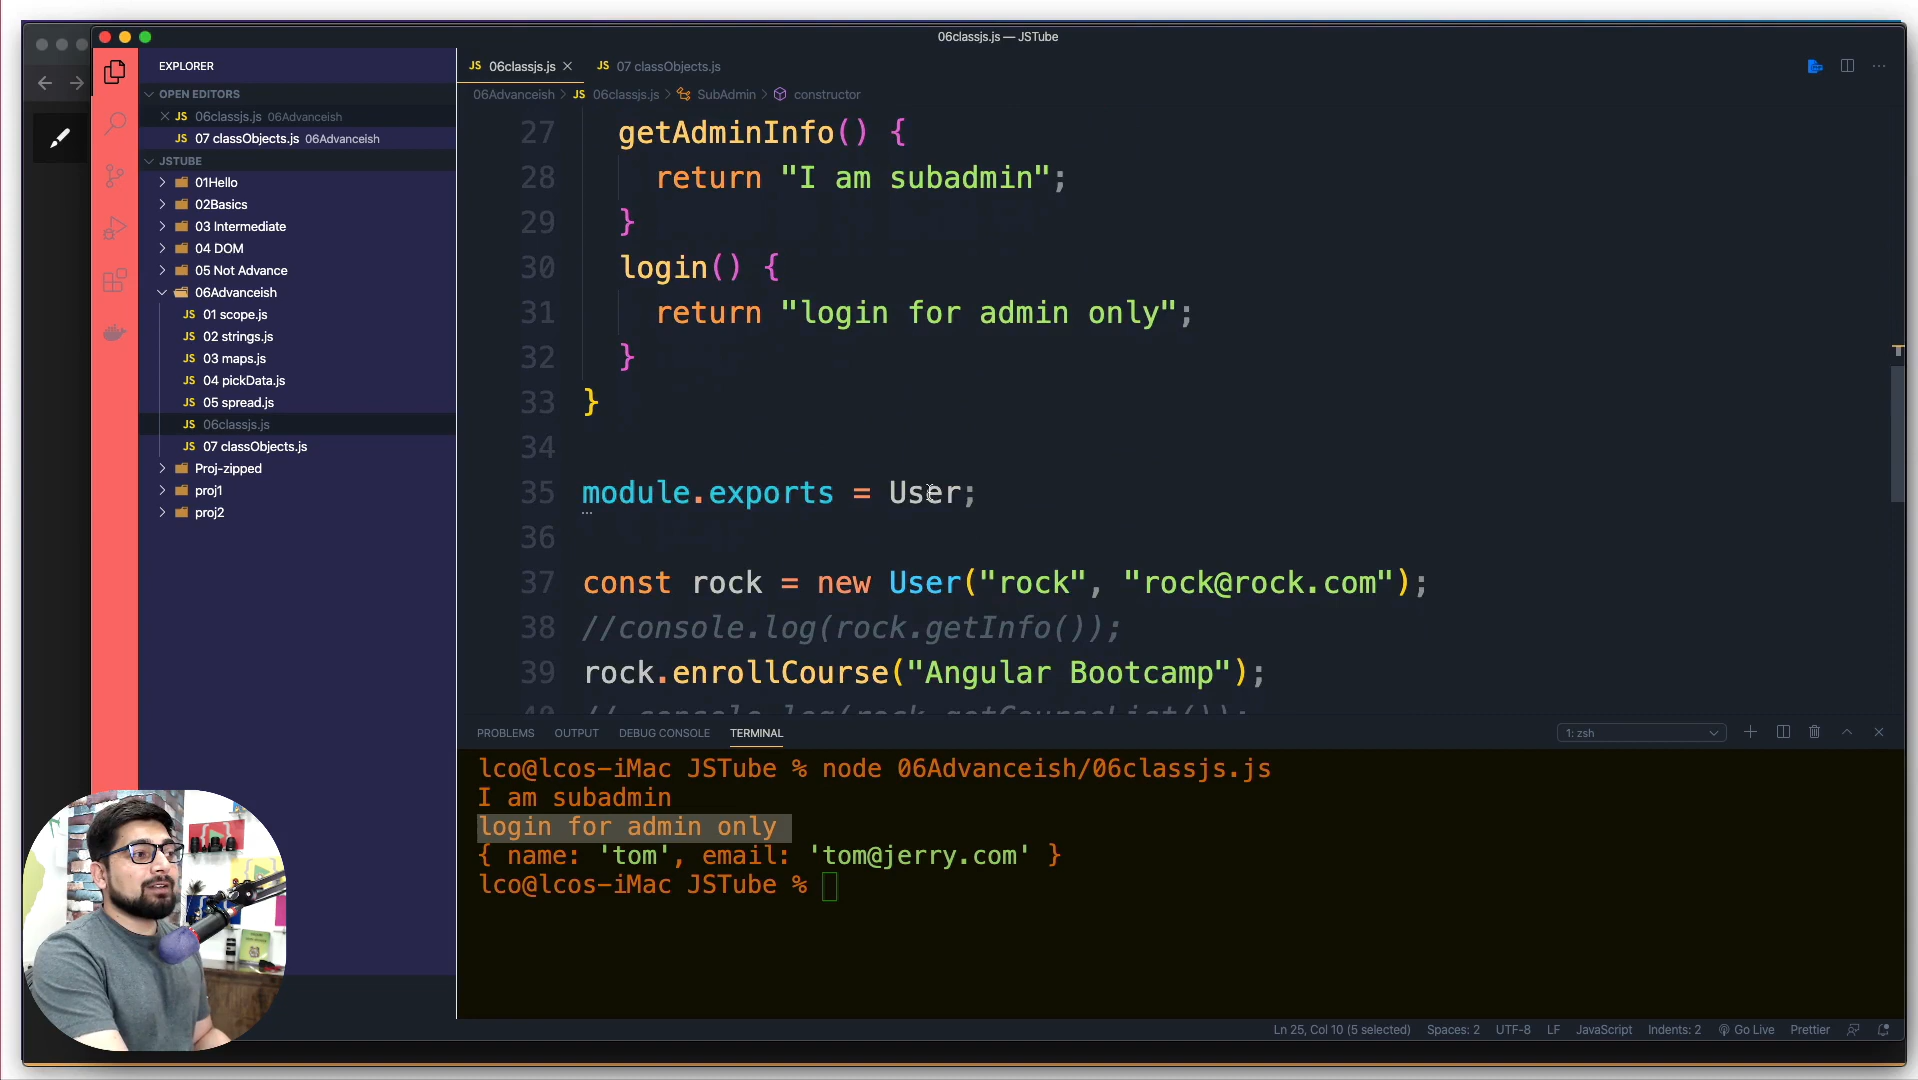 06classjs.js — JSTube
EXPLORER
OPEN EDITORS
JS 06classjs.js 06Advanceish
JS 07 classObjects.js 06Advanceish
JSTUBE
01Hello
02Basics
03 Intermediate
04 DOM
05 Not Advance
06Advanceish
JS 01 scope.js
JS 02 strings.js
JS 03 maps.js
JS 04 pickData.js
JS 05 spread.js
JS 06classjs.js
JS 07 classObjects.js
Proj-zipped
proj1
proj2
JS 06classjs.js JS 07 classObjects.js
06Advanceish > JS 06classjs.js > SubAdmin > constructor
27 getAdminInfo() {
28 return "I am subadmin";
29 }
30 login() {
31 return "login for admin only";
32 }
33 }
34
35 module.exports = User;
36
37 const rock = new User("rock", "rock@rock.com");
38 //console.log(rock.getInfo());
39 rock.enrollCourse("Angular Bootcamp");
40 // console.log(rock.getCourseList());
PROBLEMS OUTPUT DEBUG CONSOLE TERMINAL 1: zsh
lco@lcos-iMac JSTube % node 06Advanceish/06classjs.js
I am subadmin
login for admin only
{ name: 'tom', email: 'tom@jerry.com' }
lco@lcos-iMac JSTube %
Ln 25, Col 10 (5 selected) Spaces: 2 UTF-8 LF JavaScript Indents: 2 Go Live Prettier